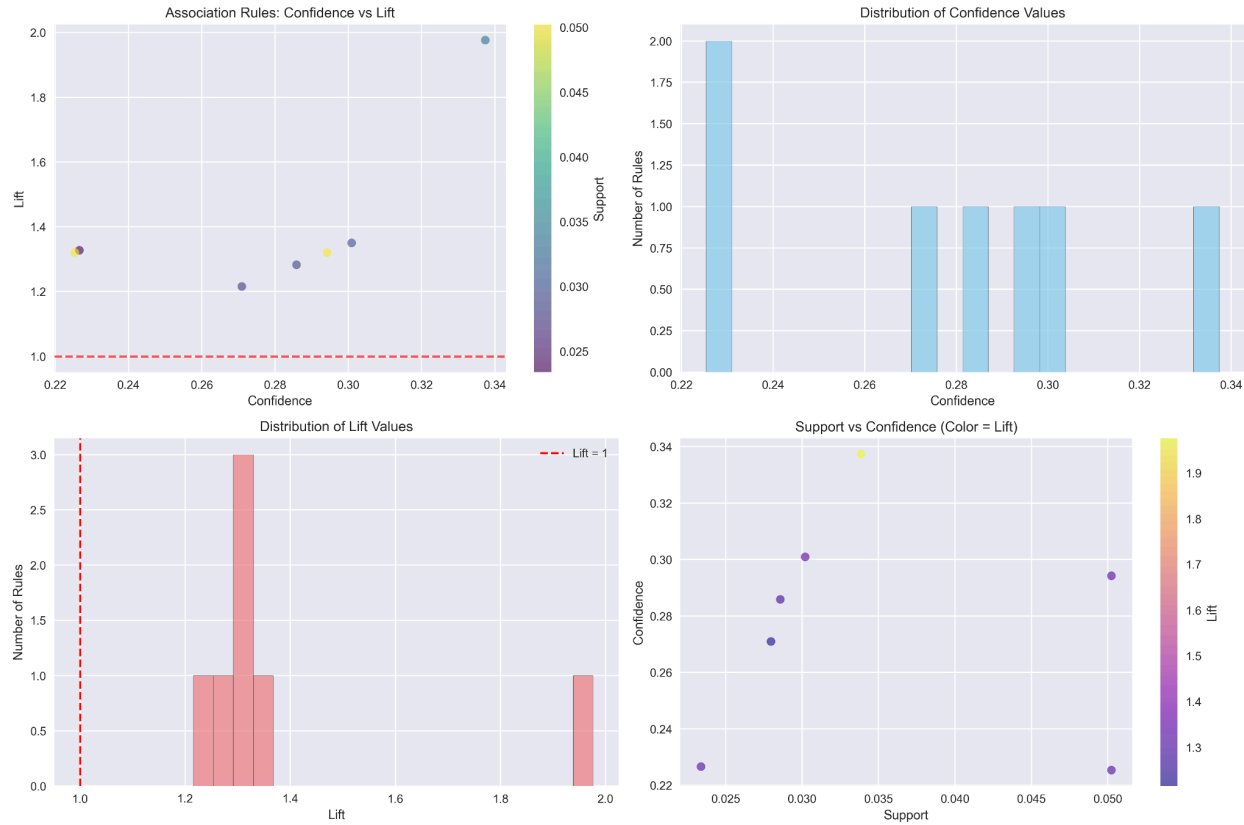 Association Rules: Confidence vs Lift
2.0
1.8
1.6
1.4
1.2
1.0
Lift
0.22 0.24 0.26 0.28 0.30 0.32 0.34
Confidence
0.050
0.045
0.040
0.035
0.030
0.025
Support
Distribution of Confidence Values
2.00
1.75
1.50
1.25
1.00
0.75
0.50
0.25
0.00
Number of Rules
0.22 0.24 0.26 0.28 0.30 0.32 0.34
Confidence
Distribution of Lift Values
Lift = 1
3.0
2.5
2.0
1.5
1.0
0.5
0.0
Number of Rules
1.0 1.2 1.4 1.6 1.8 2.0
Lift
Support vs Confidence (Color = Lift)
0.34
0.32
0.30
0.28
0.26
0.24
0.22
Confidence
0.025 0.030 0.035 0.040 0.045 0.050
Support
1.9
1.8
1.7
1.6
1.5
1.4
1.3
Lift